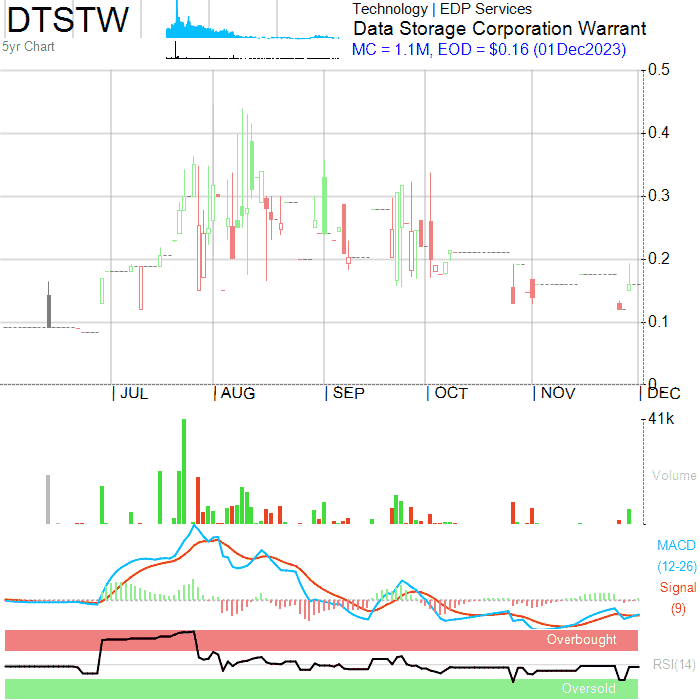 DTSTW
5yr Chart
Technology | EDP Services
Data Storage Corporation Warrant
MC = 1.1M, EOD = $0.16 (01Dec2023)
0.5
0.4
0.3
0.2
0.1
0
| JUL | AUG | SEP | OCT | NOV | DEC
41k
Volume
MACD
(12-26)
Signal
(9)
Overbought
RSI(14)
Oversold